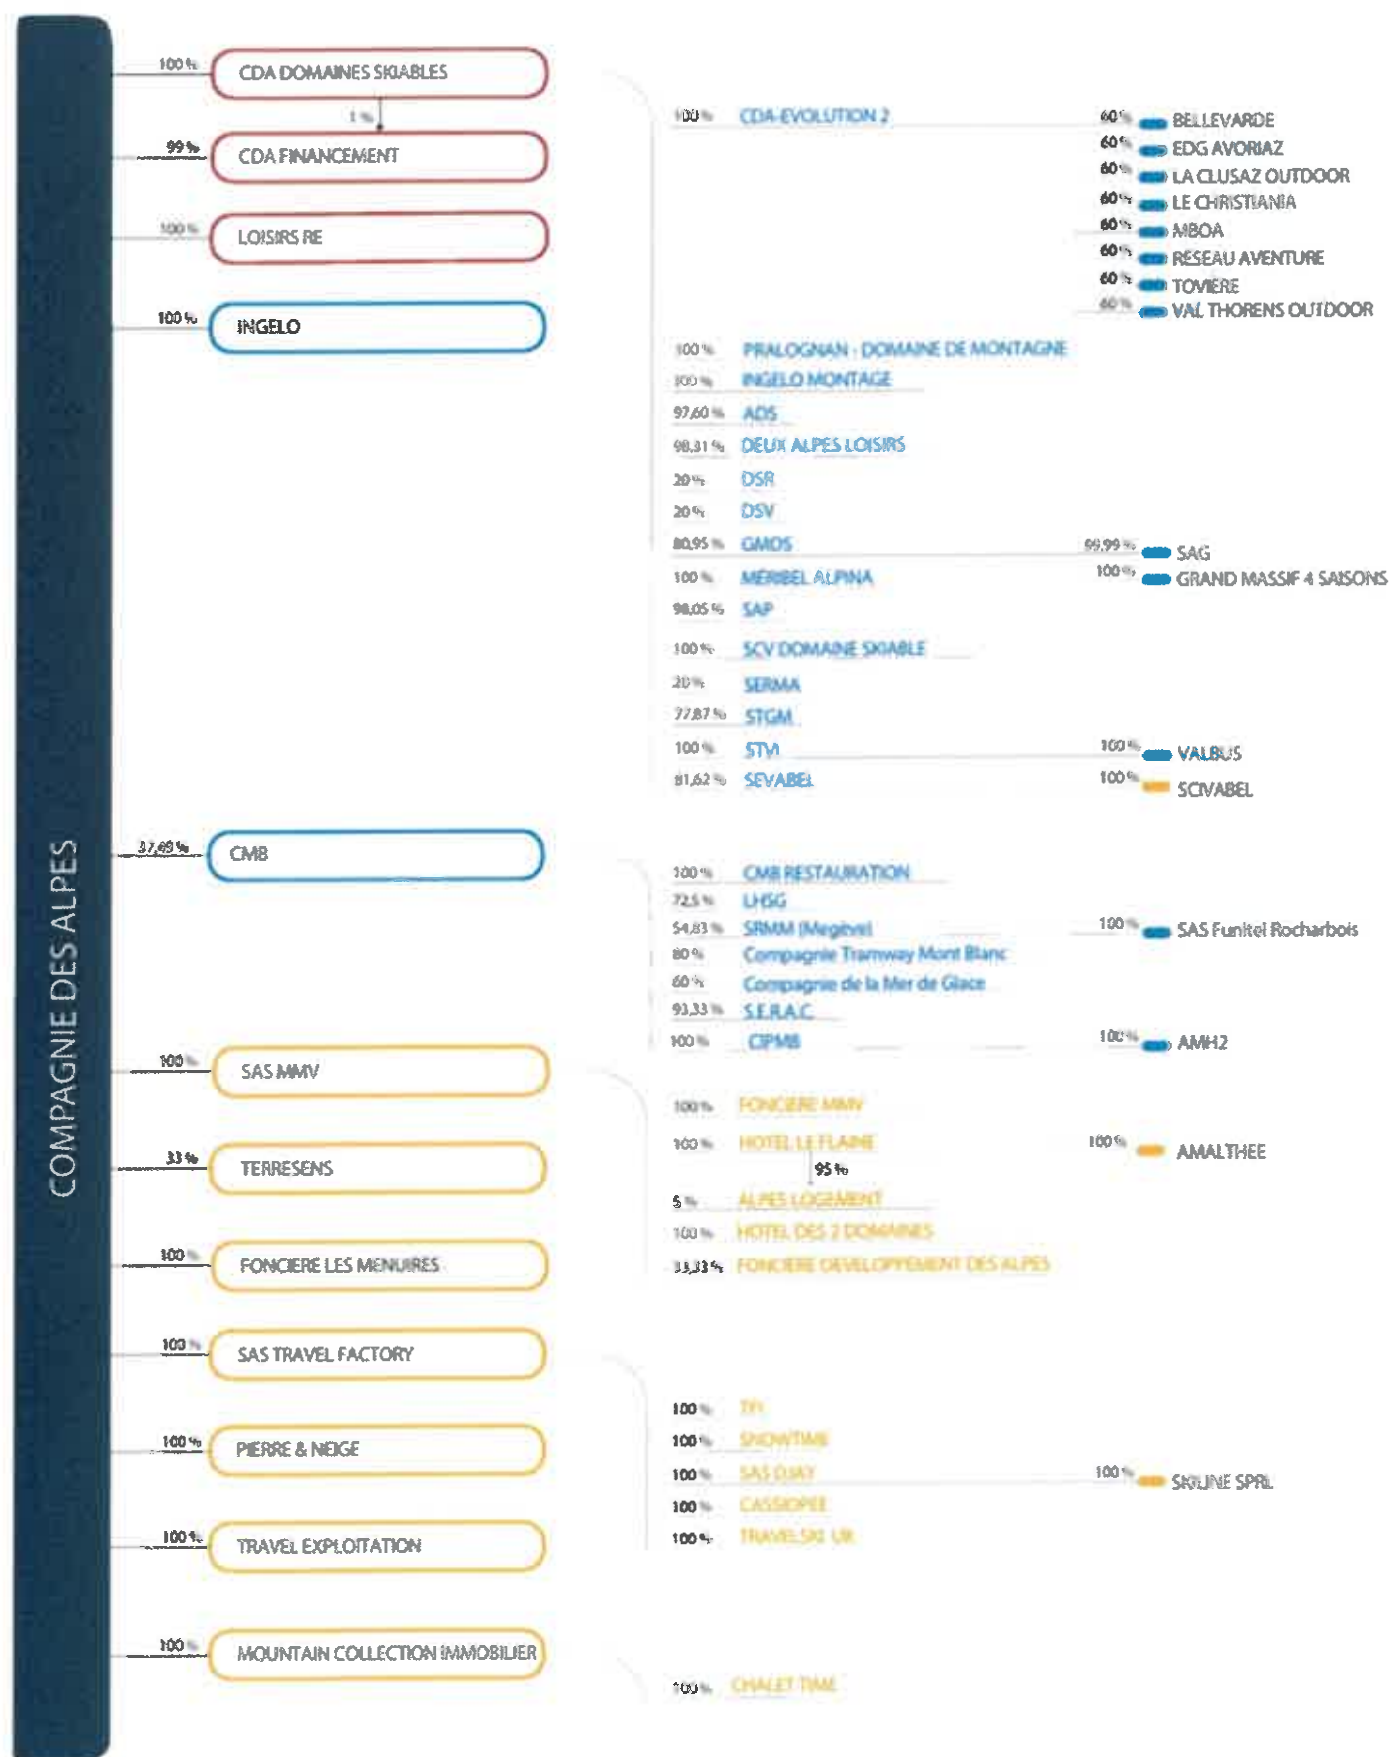 COMPAGNIE DES ALPES
100 % CDA DOMAINES SKIABLES
1 %
99 % CDA FINANCEMENT
100 % LOISIRS RE
100 % INGELO
100 % CDA-EVOLUTION 2
60 % BELLEVARDE
60 % EDG AVORIAZ
60 % LA CLUSAZ OUTDOOR
60 % LE CHRISTIANIA
60 % MBOA
60 % RESEAU AVENTURE
60 % TOVIERE
60 % VAL THORENS OUTDOOR
100 % PRALOGNAN - DOMAINE DE MONTAGNE
100 % INGELO MONTAGE
97,60 % ADS
98,31 % DEUX ALPES LOISIRS
20 % DSR
20 % DSV
80,95 % GMDS
99,99 % SAG
100 % GRAND MASSIF 4 SAISONS
100 % MÉRIBEL ALPINA
98,05 % SAP
100 % SCV DOMAINE SKIABLE
20 % SERMA
77,87 % STGM
100 % STVI
100 % VALBUS
81,62 % SEVABEL
100 % SCIVABEL
37,69 % CMB
100 % CMB RESTAURATION
72,5 % LHSG
54,83 % SRMM (Megève)
100 % SAS Funitel Rocharbois
80 % Compagnie Tramway Mont Blanc
60 % Compagnie de la Mer de Glace
93,33 % S.E.R.A.C.
100 % CIPMB
100 % AMH2
100 % SAS MMV
100 % FONCIERE MMV
100 % HOTEL LE FLAINE
100 % AMALTHEE
95 %
5 % ALPES LOGEMENT
100 % HOTEL DES 2 DOMAINES
33,33 % FONCIERE DEVELOPPEMENT DES ALPES
33 % TERRESENS
100 % FONCIERE LES MENUIRES
100 % SAS TRAVEL FACTORY
100 % TFI
100 % SNOWTIME
100 % SAS DJAY
100 % SKILINE SPRL
100 % CASSIOPEE
100 % TRAVELSKI UK
100 % PIERRE & NEIGE
100 % TRAVEL EXPLOITATION
100 % MOUNTAIN COLLECTION IMMOBILIER
100 % CHALET TIME